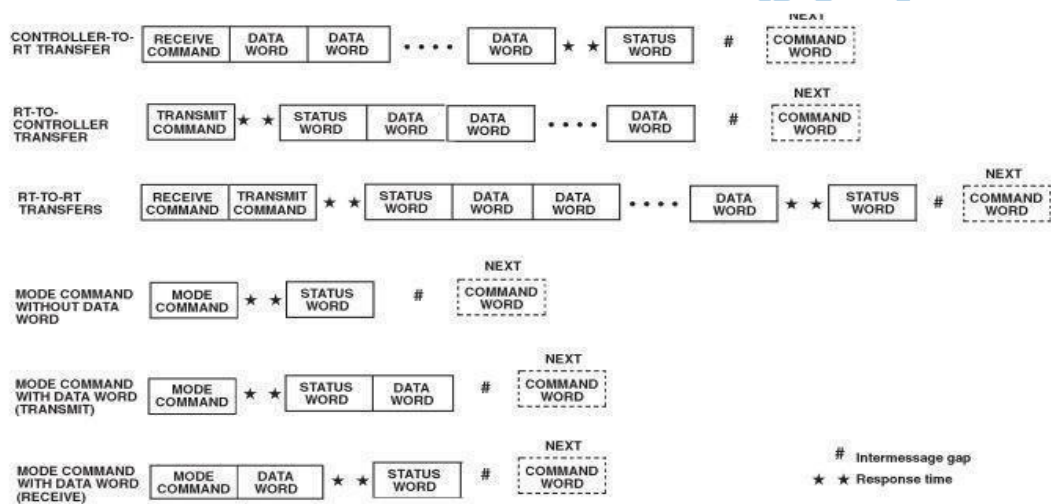 NEXT
CONTROLLER-TO-
RT TRANSFER
RECEIVE
COMMAND
DATA
WORD
DATA
WORD
• • • •
DATA
WORD
★ ★
STATUS
WORD
#
COMMAND
WORD
RT-TO-
CONTROLLER
TRANSFER
TRANSMIT
COMMAND
★ ★
STATUS
WORD
DATA
WORD
DATA
WORD
• • • •
DATA
WORD
#
NEXT
COMMAND
WORD
RT-TO-RT
TRANSFERS
RECEIVE
COMMAND
TRANSMIT
COMMAND
★ ★
STATUS
WORD
DATA
WORD
DATA
WORD
• • • •
DATA
WORD
★ ★
STATUS
WORD
#
NEXT
COMMAND
WORD
MODE COMMAND
WITHOUT DATA
WORD
MODE
COMMAND
★ ★
STATUS
WORD
#
NEXT
COMMAND
WORD
MODE COMMAND
WITH DATA WORD
(TRANSMIT)
MODE
COMMAND
★ ★
STATUS
WORD
DATA
WORD
#
NEXT
COMMAND
WORD
MODE COMMAND
WITH DATA WORD
(RECEIVE)
MODE
COMMAND
DATA
WORD
★ ★
STATUS
WORD
#
NEXT
COMMAND
WORD
# Intermessage gap
★ ★ Response time